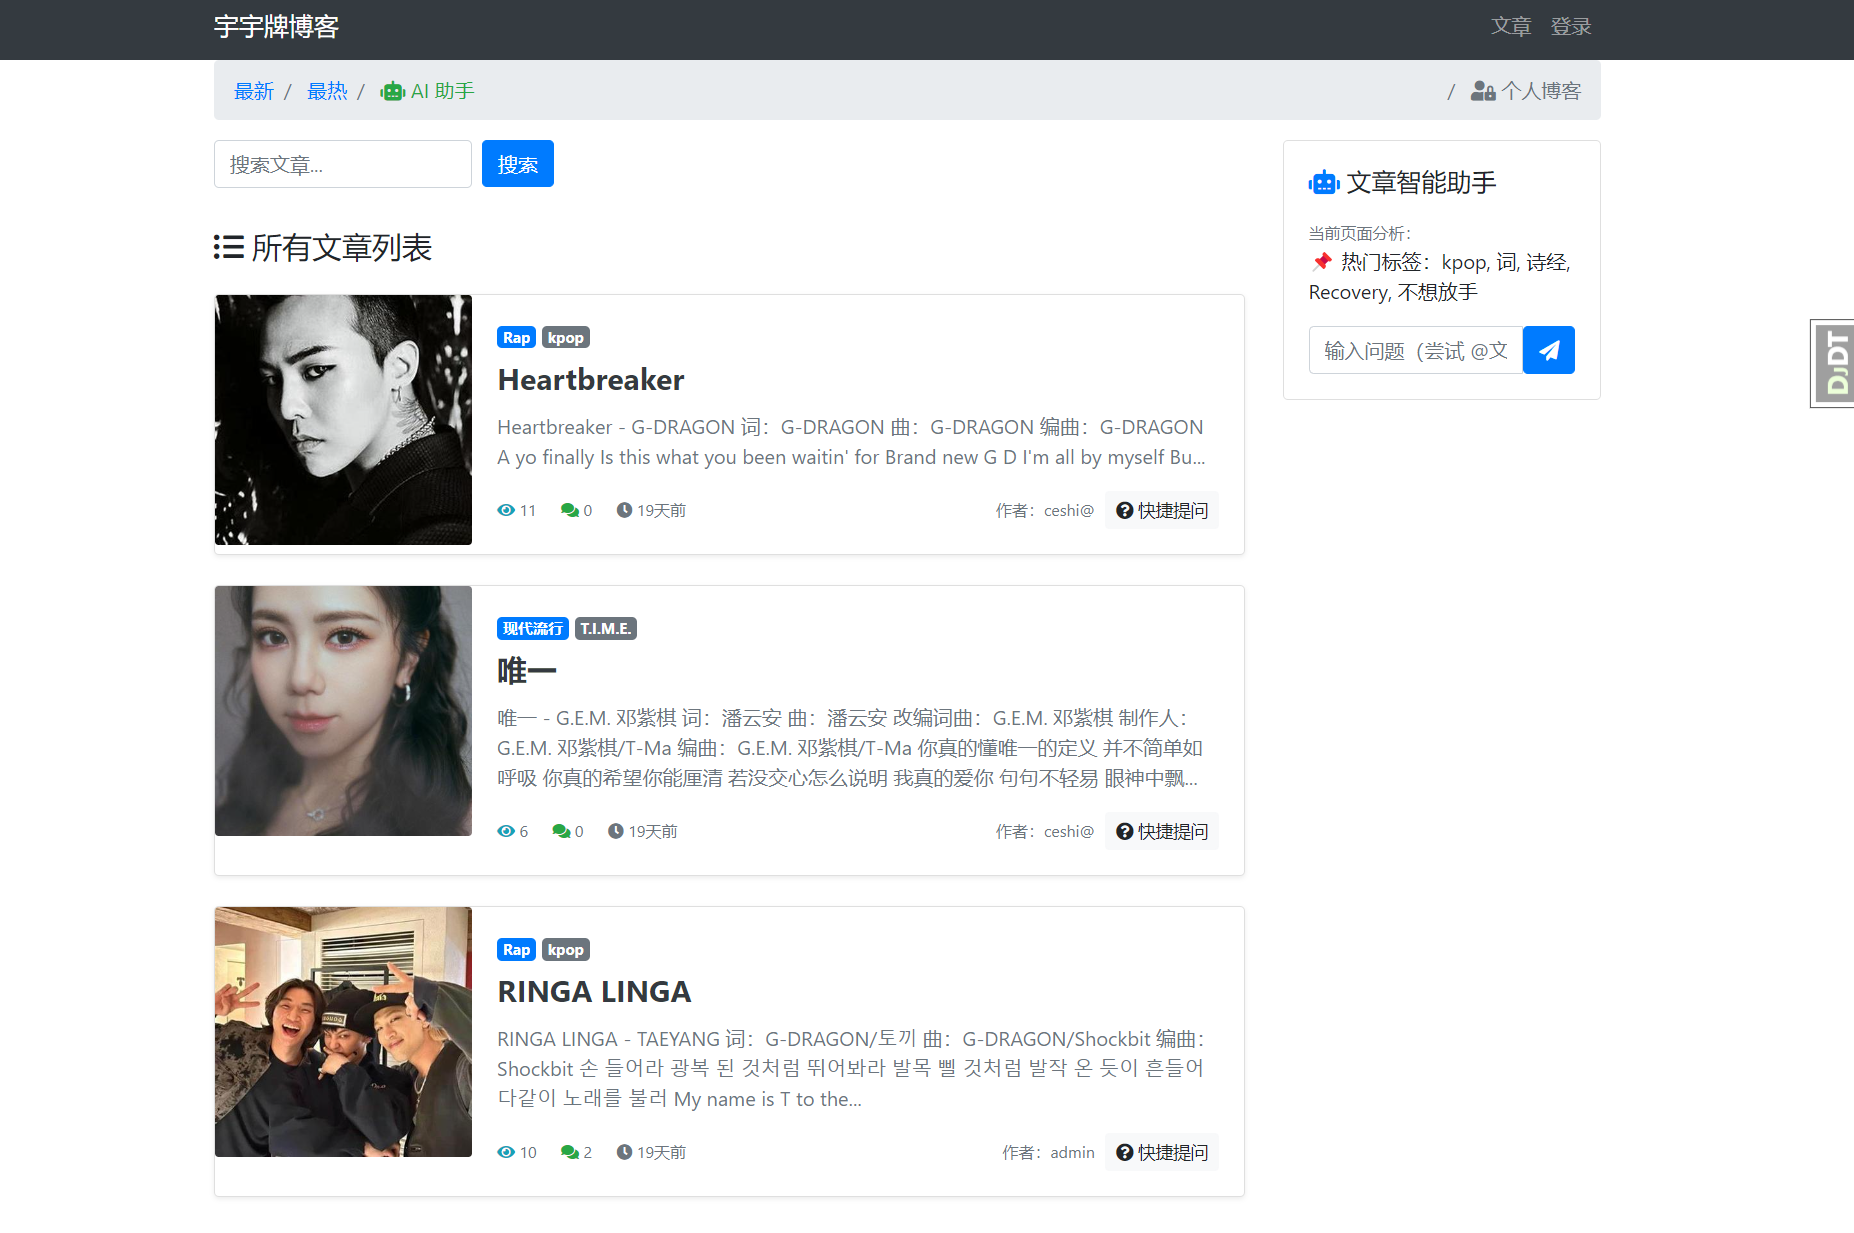 宇宇牌博客
文章 登录
最新 / 最热 / AI 助手
/ 个人博客
搜索文章...
搜索
所有文章列表
Rap kpop
Heartbreaker
Heartbreaker - G-DRAGON 词：G-DRAGON 曲：G-DRAGON 编曲：G-DRAGON
A yo finally Is this what you been waitin' for Brand new G D I'm all by myself Bu...
11 0 19天前
作者：ceshi@ 快捷提问
现代流行 T.I.M.E.
唯一
唯一 - G.E.M. 邓紫棋 词：潘云安 曲：潘云安 改编词曲：G.E.M. 邓紫棋 制作人：
G.E.M. 邓紫棋/T-Ma 编曲：G.E.M. 邓紫棋/T-Ma 你真的懂唯一的定义 并不简单如
呼吸 你真的希望你能厘清 若没交心怎么说明 我真的爱你 句句不轻易 眼神中飘...
6 0 19天前
作者：ceshi@ 快捷提问
Rap kpop
RINGA LINGA
RINGA LINGA - TAEYANG 词：G-DRAGON/토끼 曲：G-DRAGON/Shockbit 编曲：
Shockbit 손 들어라 광복 된 것처럼 뛰어봐라 발목 삘 것처럼 발작 온 듯이 흔들어
다같이 노래를 불러 My name is T to the...
10 2 19天前
作者：admin 快捷提问
文章智能助手
当前页面分析：
热门标签：kpop, 词, 诗经,
Recovery, 不想放手
输入问题（尝试 @文
DJDT